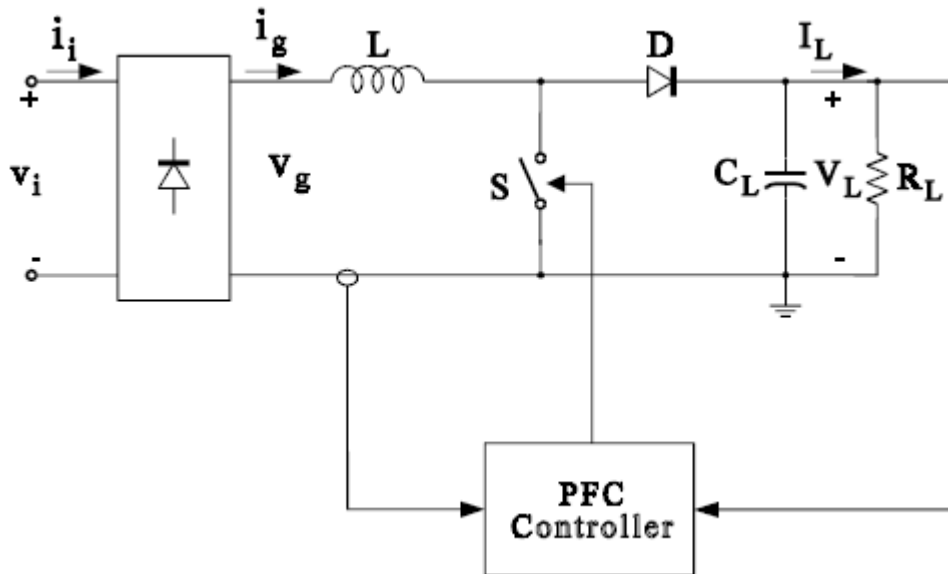 i_i
i_g
L
D
I_L
+
+
v_i
v_g
S
C_L
V_L
R_L
-
-
PFC
Controller